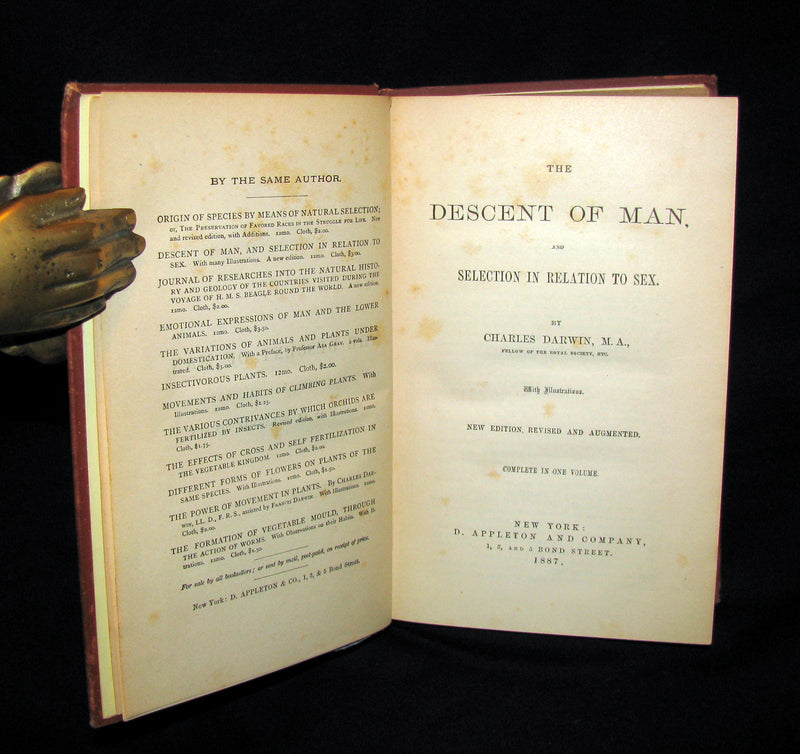 BY THE SAME AUTHOR.
ORIGIN OF SPECIES BY MEANS OF NATURAL SELECTION;
or, The Preservation of Favored Races in the Struggle for Life. New
and revised edition, with Additions. 12mo. Cloth, $2.00.
DESCENT OF MAN, AND SELECTION IN RELATION TO
SEX. With many Illustrations. A new edition. 12mo. Cloth, $3.00.
JOURNAL OF RESEARCHES INTO THE NATURAL HISTO-
RY AND GEOLOGY OF THE COUNTRIES VISITED DURING THE
VOYAGE OF H. M. S. BEAGLE ROUND THE WORLD. A new edition.
12mo. Cloth, $2.00.
EMOTIONAL EXPRESSIONS OF MAN AND THE LOWER
ANIMALS. 12mo. Cloth, $3.50.
THE VARIATIONS OF ANIMALS AND PLANTS UNDER
DOMESTICATION. With a Preface, by Professor Asa Gray. 2 vols. Illus-
trated. Cloth, $5.00.
INSECTIVOROUS PLANTS. 12mo. Cloth, $2.00.
MOVEMENTS AND HABITS OF CLIMBING PLANTS. With
Illustrations. 12mo. Cloth, $1.25.
THE VARIOUS CONTRIVANCES BY WHICH ORCHIDS ARE
FERTILIZED BY INSECTS. Revised edition, with Illustrations. 12mo.
Cloth, $1.75.
THE EFFECTS OF CROSS AND SELF FERTILIZATION IN
THE VEGETABLE KINGDOM. 12mo. Cloth, $2.00.
DIFFERENT FORMS OF FLOWERS ON PLANTS OF THE
SAME SPECIES. With Illustrations. 12mo. Cloth, $1.50.
THE POWER OF MOVEMENT IN PLANTS. By Charles Dar-
win, LL. D., F. R. S., assisted by Francis Darwin. With Illustrations. 12mo.
Cloth, $2.00.
THE FORMATION OF VEGETABLE MOULD, THROUGH
THE ACTION OF WORMS. With Observations on their Habits. With Il-
lustrations. 12mo. Cloth, $1.50.
For sale by all booksellers; or sent by mail, post-paid, on receipt of price.
New York: D. APPLETON & CO., 1, 3, & 5 Bond Street.
THE
DESCENT OF MAN,
AND
SELECTION IN RELATION TO SEX.
BY
CHARLES DARWIN, M. A.,
FELLOW OF THE ROYAL SOCIETY, ETC.
With Illustrations.
NEW EDITION, REVISED AND AUGMENTED.
COMPLETE IN ONE VOLUME.
NEW YORK:
D. APPLETON AND COMPANY,
1, 3, AND 5 BOND STREET.
1887.